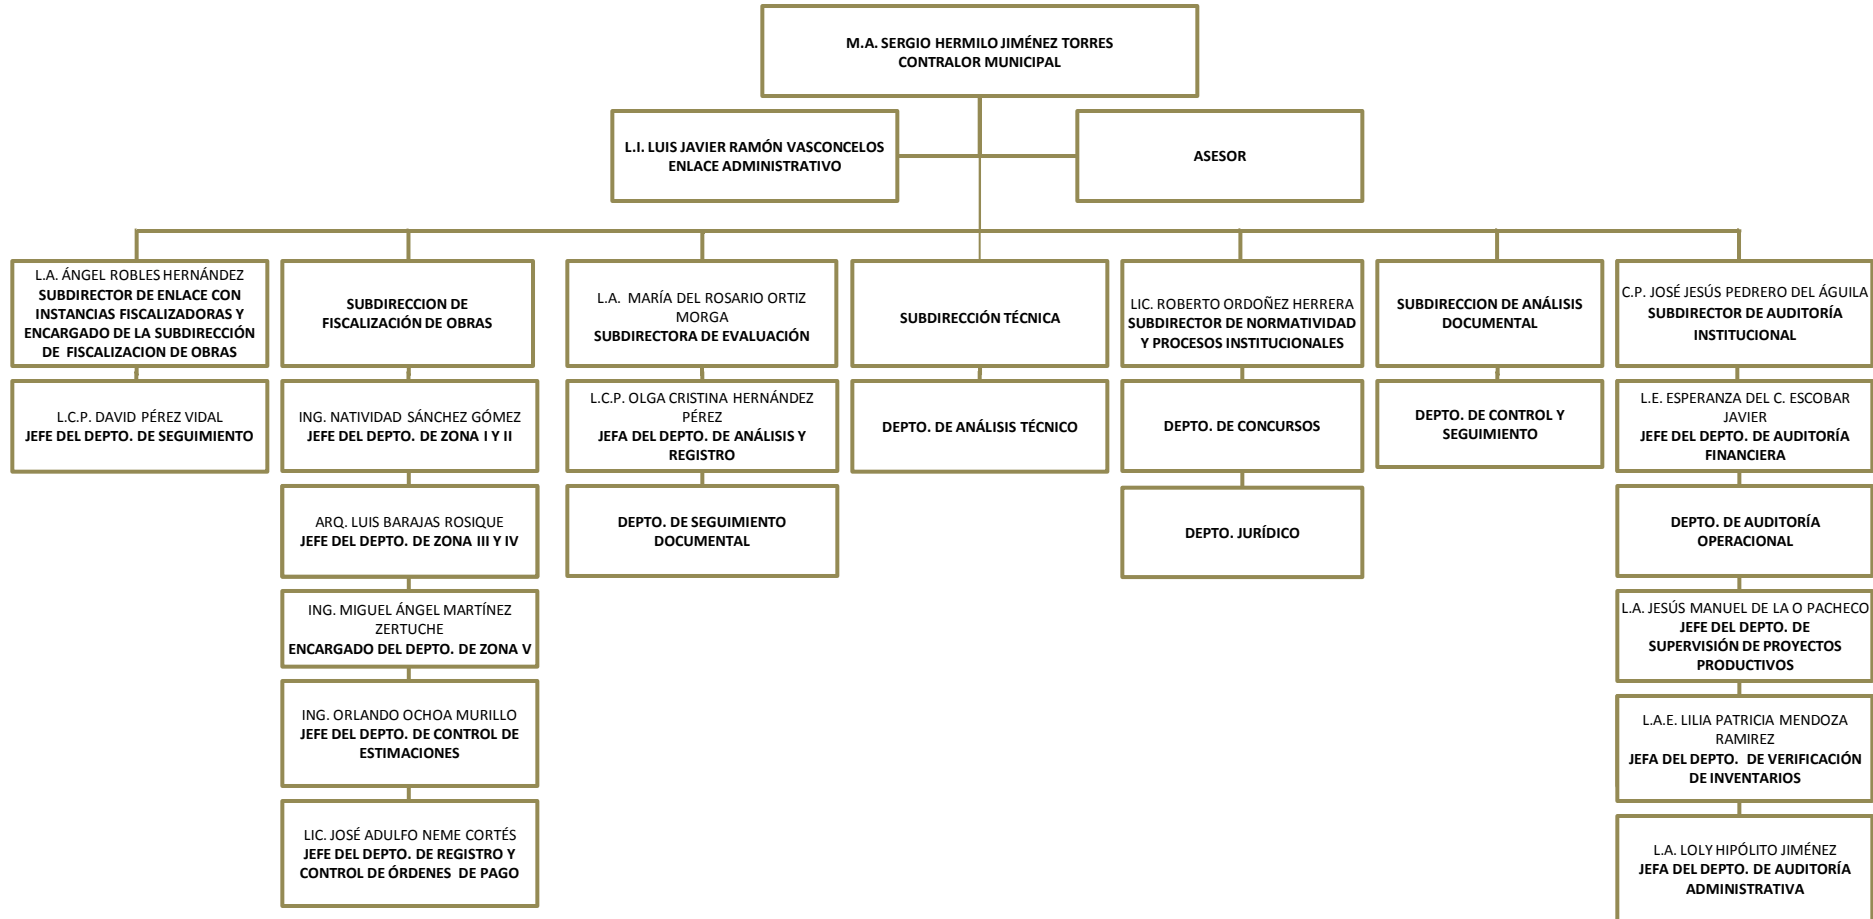 M.A. SERGIO HERMILO JIMÉNEZ TORRES
CONTRALOR MUNICIPAL
L.I. LUIS JAVIER RAMÓN VASCONCELOS
ENLACE ADMINISTRATIVO
ASESOR
L.A. ÁNGEL ROBLES HERNÁNDEZ
SUBDIRECTOR DE ENLACE CON
INSTANCIAS FISCALIZADORAS Y
ENCARGADO DE LA SUBDIRECCIÓN
DE FISCALIZACION DE OBRAS
L.C.P. DAVID PÉREZ VIDAL
JEFE DEL DEPTO. DE SEGUIMIENTO
SUBDIRECCION DE
FISCALIZACIÓN DE OBRAS
ING. NATIVIDAD SÁNCHEZ GÓMEZ
JEFE DEL DEPTO. DE ZONA I Y II
ARQ. LUIS BARAJAS ROSIQUE
JEFE DEL DEPTO. DE ZONA III Y IV
ING. MIGUEL ÁNGEL MARTÍNEZ
ZERTUCHE
ENCARGADO DEL DEPTO. DE ZONA V
ING. ORLANDO OCHOA MURILLO
JEFE DEL DEPTO. DE CONTROL DE
ESTIMACIONES
LIC. JOSÉ ADULFO NEME CORTÉS
JEFE DEL DEPTO. DE REGISTRO Y
CONTROL DE ÓRDENES DE PAGO
L.A. MARÍA DEL ROSARIO ORTIZ
MORGA
SUBDIRECTORA DE EVALUACIÓN
L.C.P. OLGA CRISTINA HERNÁNDEZ
PÉREZ
JEFA DEL DEPTO. DE ANÁLISIS Y
REGISTRO
DEPTO. DE SEGUIMIENTO
DOCUMENTAL
SUBDIRECCIÓN TÉCNICA
DEPTO. DE ANÁLISIS TÉCNICO
LIC. ROBERTO ORDOÑEZ HERRERA
SUBDIRECTOR DE NORMATIVIDAD
Y PROCESOS INSTITUCIONALES
DEPTO. DE CONCURSOS
DEPTO. JURÍDICO
SUBDIRECCION DE ANÁLISIS
DOCUMENTAL
DEPTO. DE CONTROL Y
SEGUIMIENTO
C.P. JOSÉ JESÚS PEDRERO DEL ÁGUILA
SUBDIRECTOR DE AUDITORÍA
INSTITUCIONAL
L.E. ESPERANZA DEL C. ESCOBAR
JAVIER
JEFE DEL DEPTO. DE AUDITORÍA
FINANCIERA
DEPTO. DE AUDITORÍA
OPERACIONAL
L.A. JESÚS MANUEL DE LA O PACHECO
JEFE DEL DEPTO. DE
SUPERVISIÓN DE PROYECTOS
PRODUCTIVOS
L.A.E. LILIA PATRICIA MENDOZA
RAMIREZ
JEFA DEL DEPTO. DE VERIFICACIÓN
DE INVENTARIOS
L.A. LOLY HIPÓLITO JIMÉNEZ
JEFA DEL DEPTO. DE AUDITORÍA
ADMINISTRATIVA